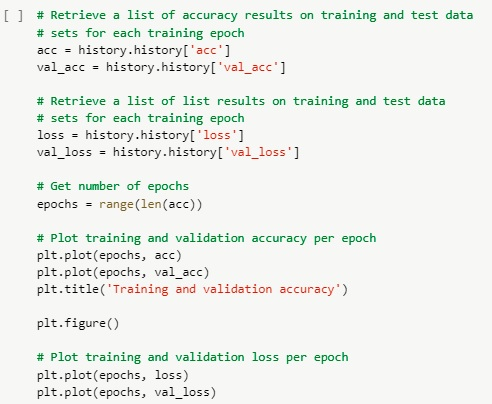 [ ] # Retrieve a list of accuracy results on training and test data
# sets for each training epoch
acc = history.history['acc']
val_acc = history.history['val_acc']
# Retrieve a list of list results on training and test data
# sets for each training epoch
loss = history.history['loss']
val_loss = history.history['val_loss']
# Get number of epochs
epochs = range(len(acc))
# Plot training and validation accuracy per epoch
plt.plot(epochs, acc)
plt.plot(epochs, val_acc)
plt.title('Training and validation accuracy')
plt.figure()
# Plot training and validation loss per epoch
plt.plot(epochs, loss)
plt.plot(epochs, val_loss)